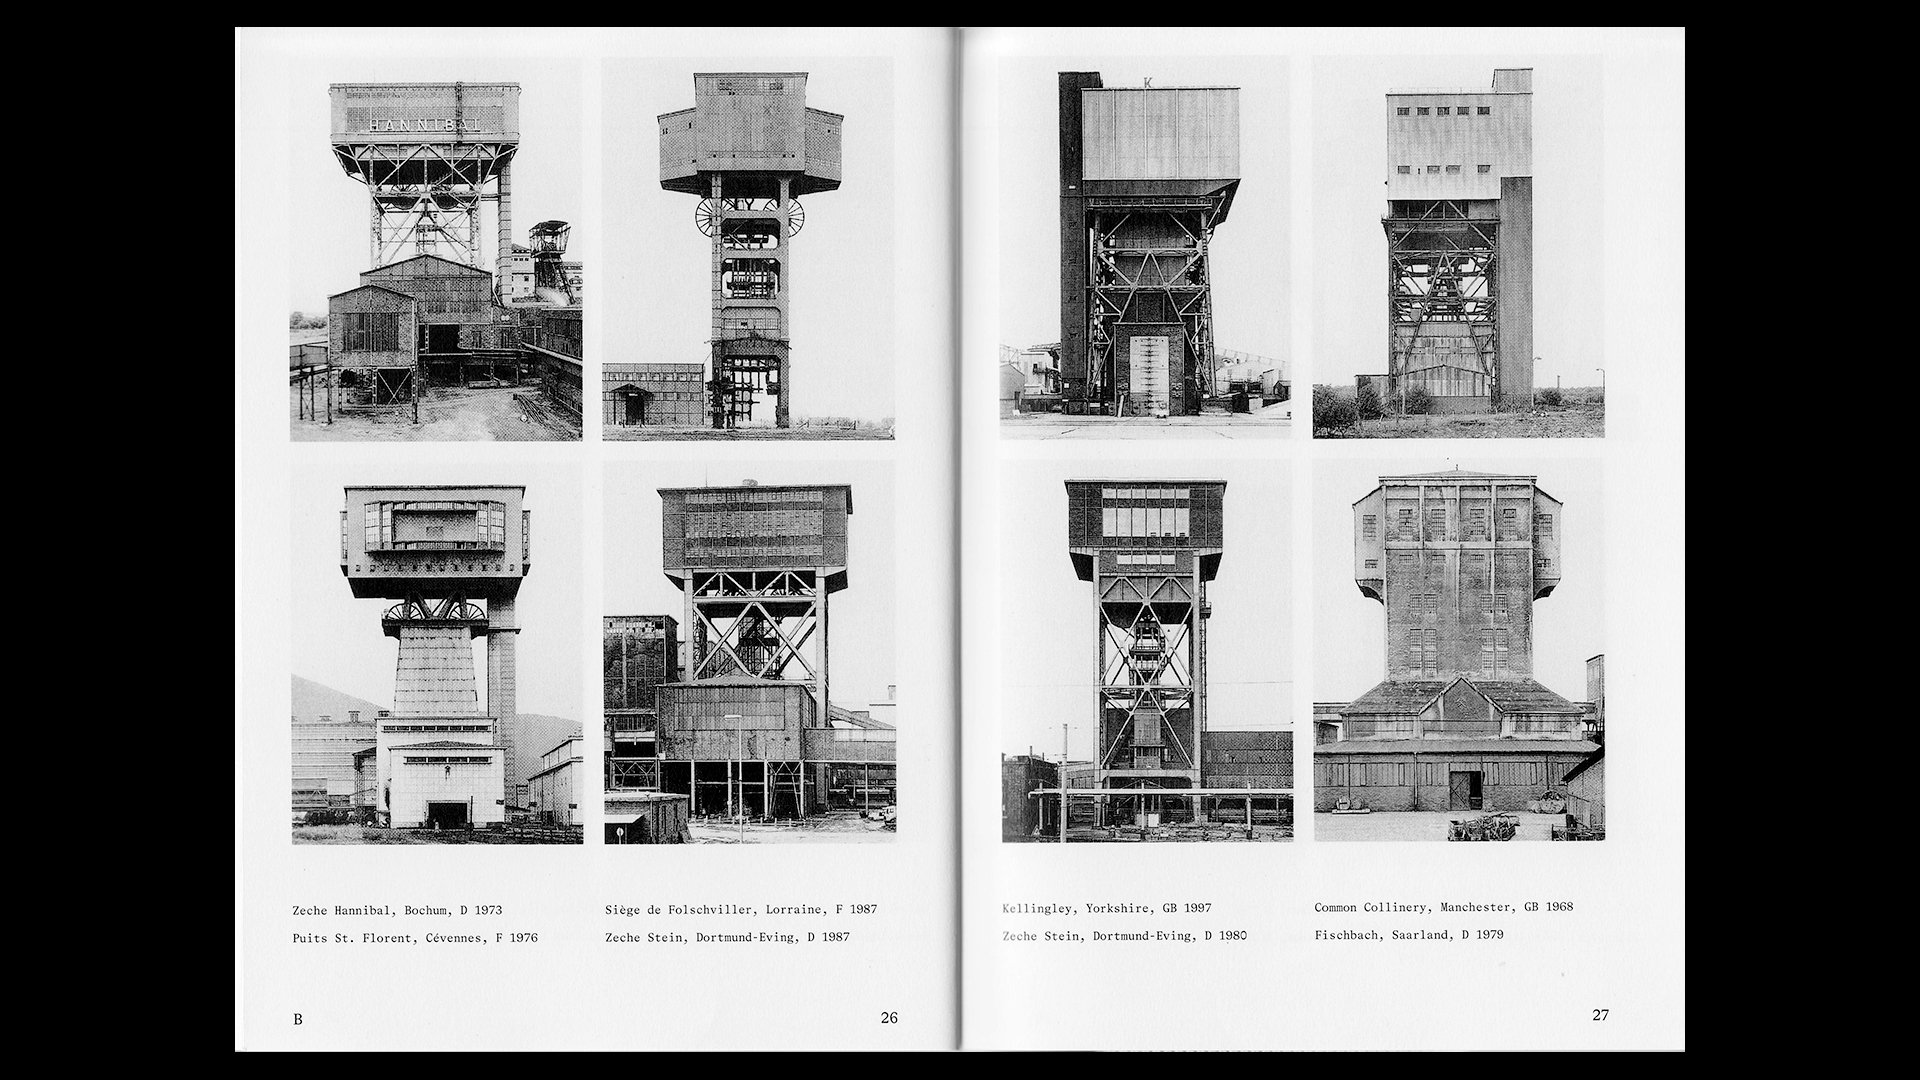 HANNIBAL
K
Zeche Hannibal, Bochum, D 1973
Puits St. Florent, Cévennes, F 1976
Siège de Folschviller, Lorraine, F 1987
Zeche Stein, Dortmund-Eving, D 1987
B
26
Kellingley, Yorkshire, GB 1997
Zeche Stein, Dortmund-Eving, D 1980
Common Collinery, Manchester, GB 1968
Fischbach, Saarland, D 1979
27